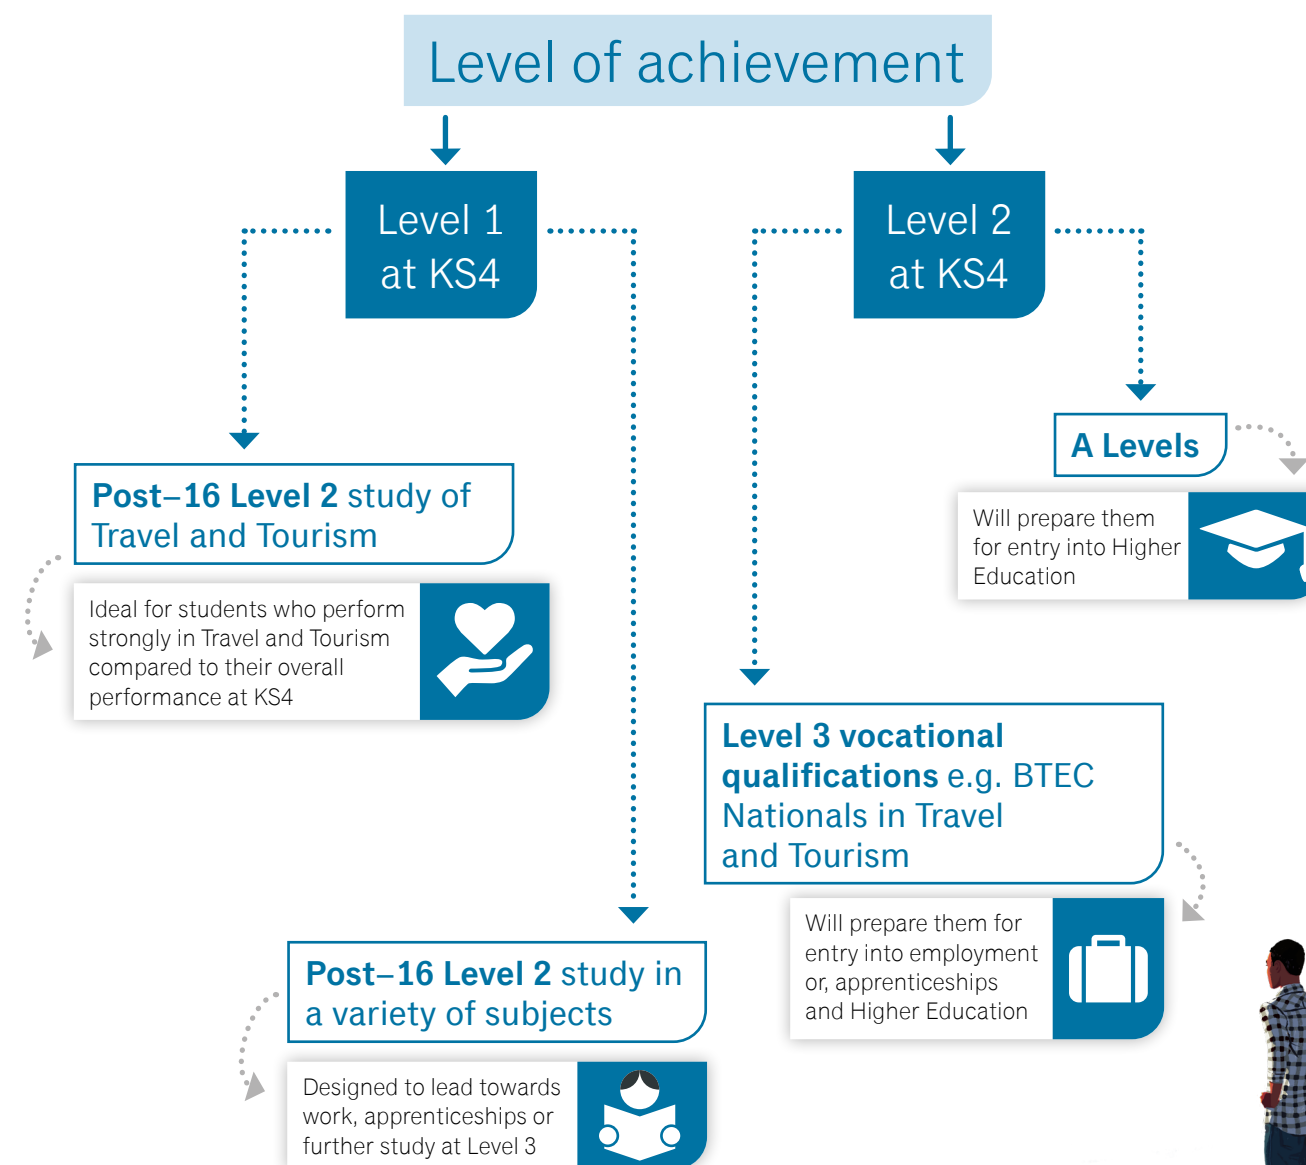 Level of achievement
Level 1
at KS4
Level 2
at KS4
A Levels
Will prepare them
for entry into Higher
Education
Post–16 Level 2 study of
Travel and Tourism
Ideal for students who perform
strongly in Travel and Tourism
compared to their overall
performance at KS4
Level 3 vocational
qualifications e.g. BTEC
Nationals in Travel
and Tourism
Will prepare them for
entry into employment
or, apprenticeships
and Higher Education
Post–16 Level 2 study in
a variety of subjects
Designed to lead towards
work, apprenticeships or
further study at Level 3